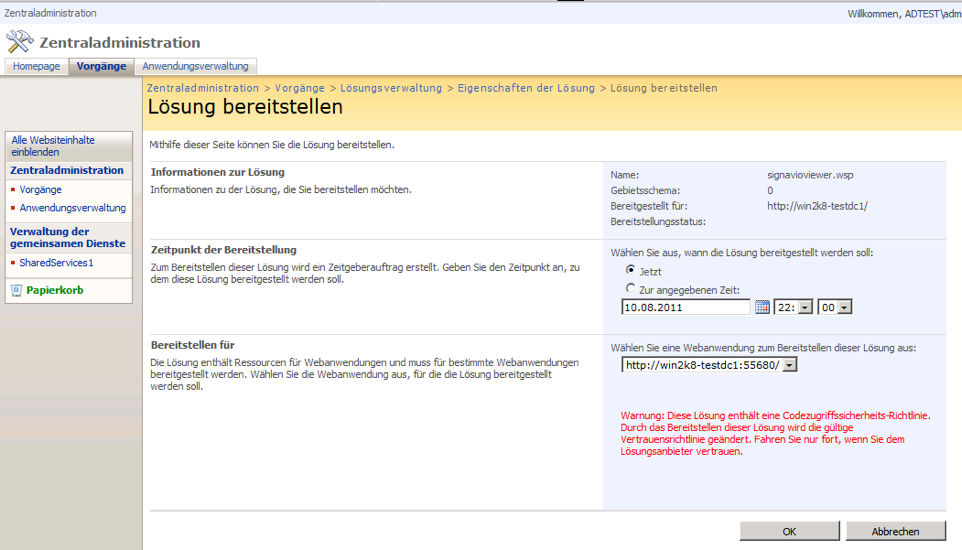 Zentraladministration
Willkommen, ADTEST\adm
Zentraladministration
Homepage
Vorgänge
Anwendungsverwaltung
Zentraladministration > Vorgänge > Lösungsverwaltung > Eigenschaften der Lösung > Lösung bereitstellen
Lösung bereitstellen
Alle Websiteinhalte
einblenden
Zentraladministration
Vorgänge
Anwendungsverwaltung
Verwaltung der
gemeinsamen Dienste
SharedServices1
Papierkorb
Mithilfe dieser Seite können Sie die Lösung bereitstellen.
Informationen zur Lösung
Informationen zu der Lösung, die Sie bereitstellen möchten.
Name: signavioviewer.wsp
Gebietsschema: 0
Bereitgestellt für: http://win2k8-testdc1/
Bereitstellungsstatus:
Zeitpunkt der Bereitstellung
Zum Bereitstellen dieser Lösung wird ein Zeitgeberauftrag erstellt. Geben Sie den Zeitpunkt an, zu
dem diese Lösung bereitgestellt werden soll.
Wählen Sie aus, wann die Lösung bereitgestellt werden soll:
Jetzt
Zur angegebenen Zeit:
10.08.2011 22: 00
Bereitstellen für
Die Lösung enthält Ressourcen für Webanwendungen und muss für bestimmte Webanwendungen
bereitgestellt werden. Wählen Sie die Webanwendung aus, für die die Lösung bereitgestellt
werden soll.
Wählen Sie eine Webanwendung zum Bereitstellen dieser Lösung aus:
http://win2k8-testdc1:55680/
Warnung: Diese Lösung enthält eine Codezugriffssicherheits-Richtlinie.
Durch das Bereitstellen dieser Lösung wird die gültige
Vertrauensrichtlinie geändert. Fahren Sie nur fort, wenn Sie dem
Lösungsanbieter vertrauen.
OK
Abbrechen